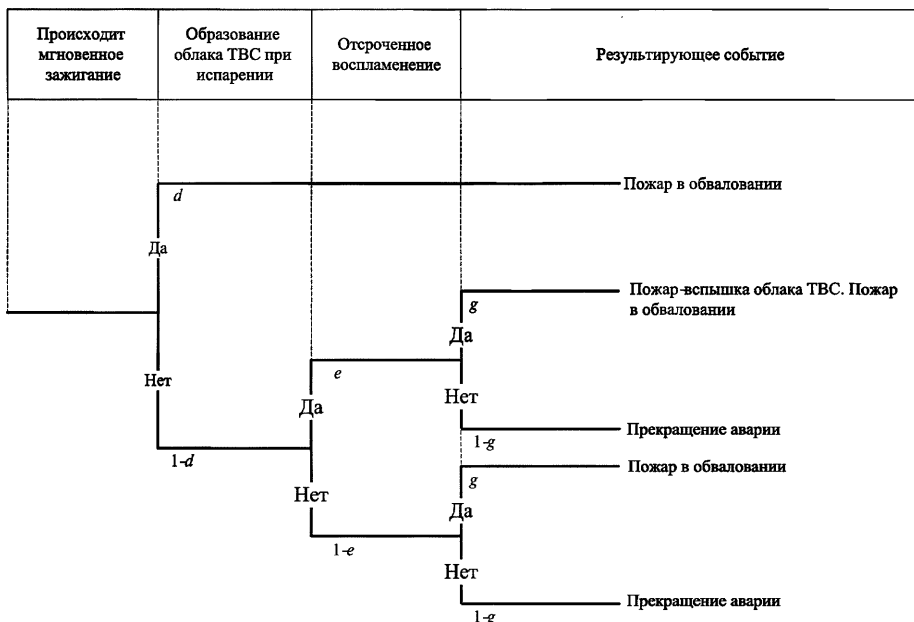 Происходит
мгновенное
зажигание
Образование
облака ТВС при
испарении
Отсроченное
воспламенение
Результирующее событие
d
Пожар в обваловании
Да
Пожар-вспышка облака ТВС. Пожар
в обваловании
g
Да
Нет
e
Нет
Да
Прекращение аварии
1-g
1-d
Пожар в обваловании
g
Нет
Да
1-e
Нет
Прекращение аварии
1-g